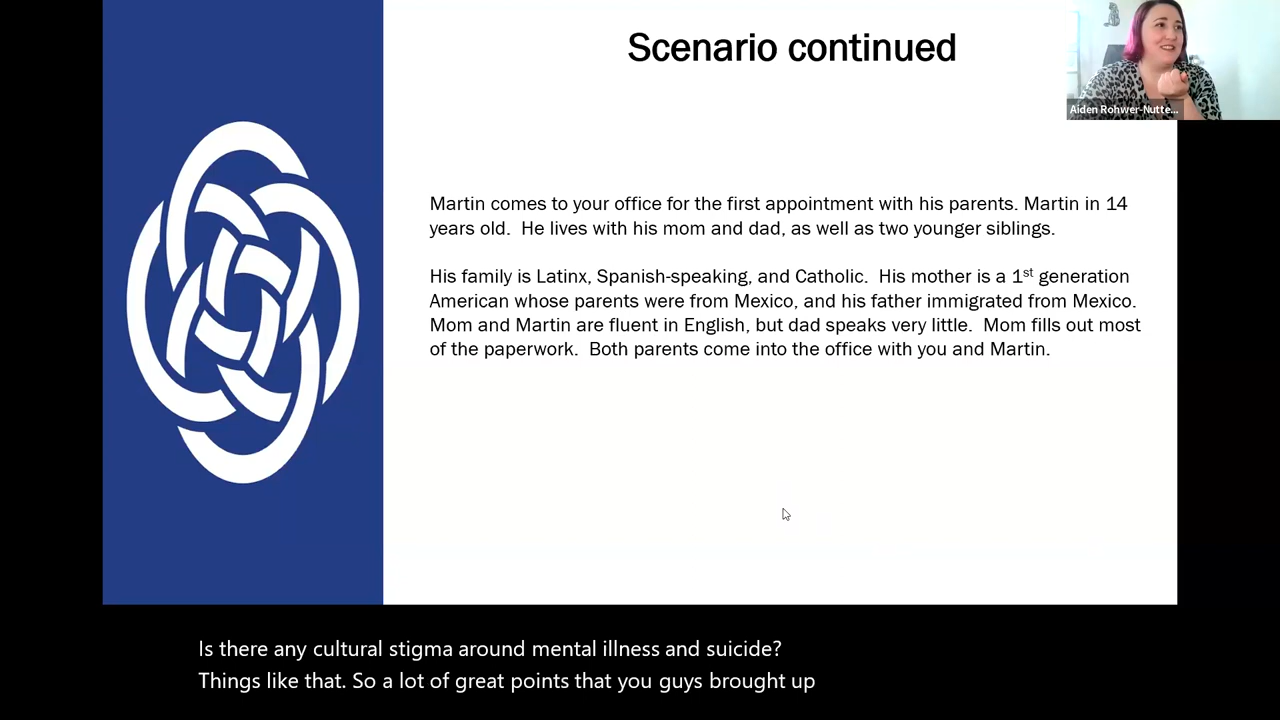 Scenario continued
Aiden Rohwer-Nutte...
Martin comes to your office for the first appointment with his parents. Martin in 14
years old.  He lives with his mom and dad, as well as two younger siblings.
His family is Latinx, Spanish-speaking, and Catholic.  His mother is a 1st generation
American whose parents were from Mexico, and his father immigrated from Mexico.
Mom and Martin are fluent in English, but dad speaks very little.  Mom fills out most
of the paperwork.  Both parents come into the office with you and Martin.
Is there any cultural stigma around mental illness and suicide?
Things like that. So a lot of great points that you guys brought up